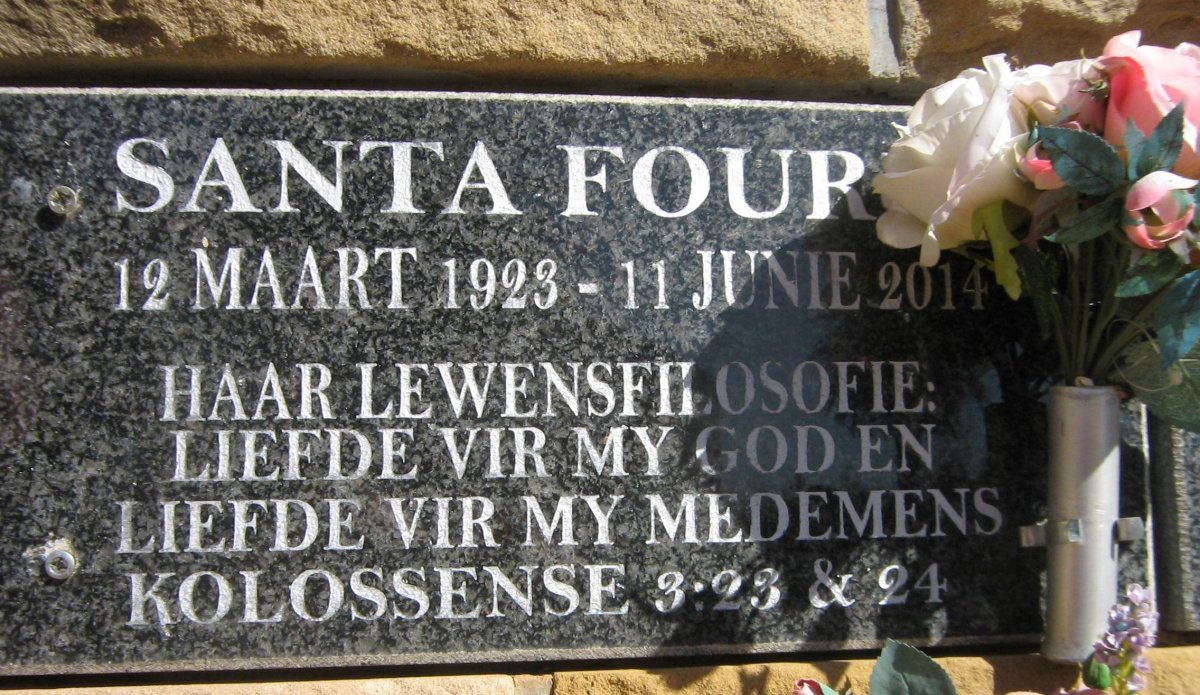 SANTA FOUR
12 MAART 1923 - 11 JUNIE 2014
HAAR LEWENSFILOSOFIE:
LIEFDE VIR MY GOD EN
LIEFDE VIR MY MEDEMENS
KOLOSSENSE 3:23 & 24